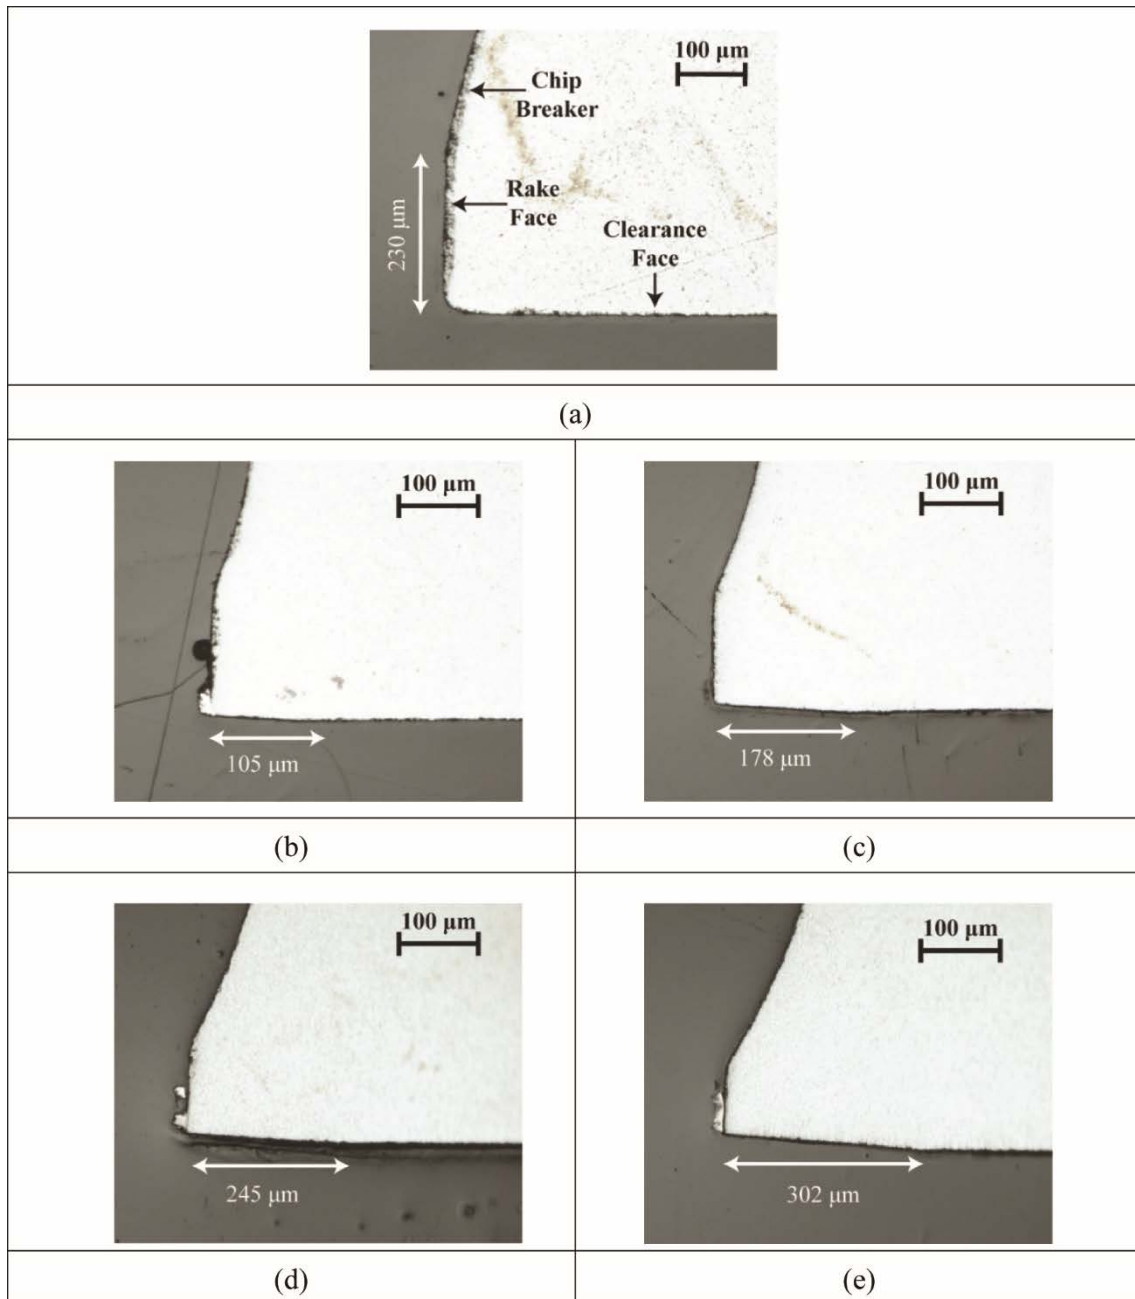 100 µm
Chip
Breaker
Rake
Face
230 µm
Clearance
Face
(a)
100 µm
105 µm
100 µm
178 µm
(b)
(c)
100 µm
245 µm
100 µm
302 µm
(d)
(e)